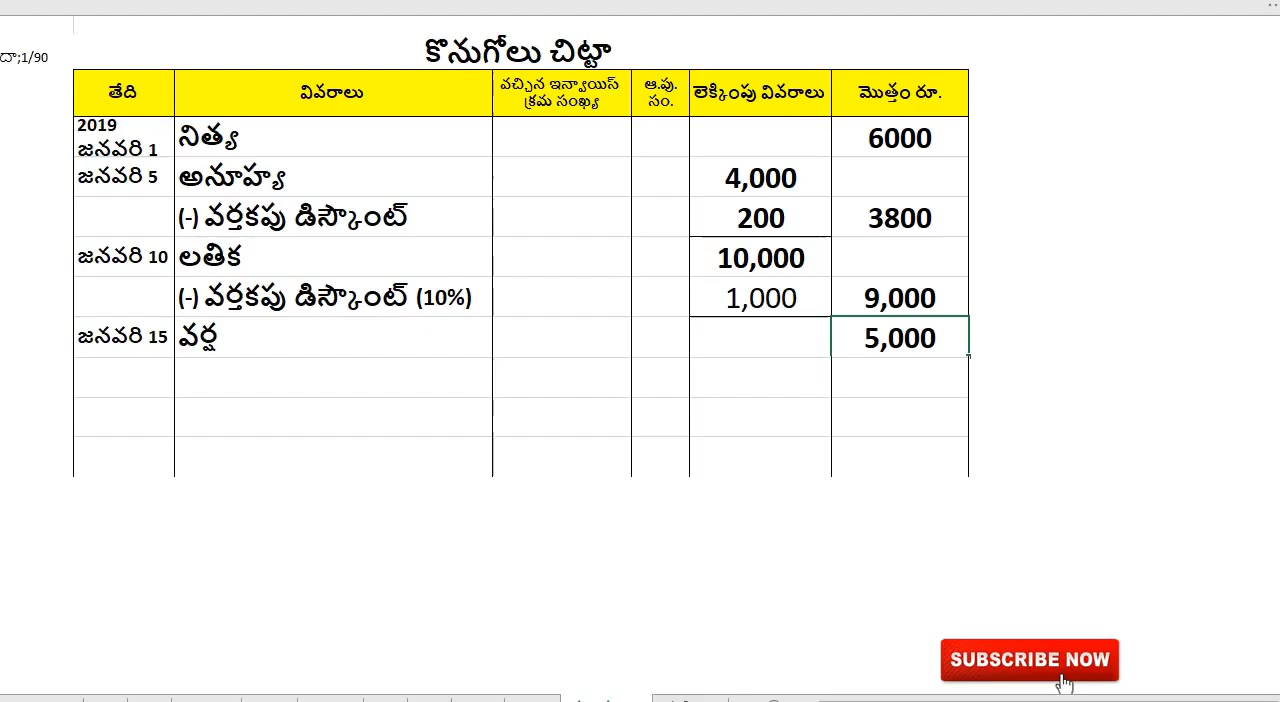 కొనుగోలు చిట్టా
దా;1/90
తేది వివరాలు వచ్చిన ఇన్వాయిస్ క్రమ సంఖ్య ఆ.పు. సం. లెక్కింపు వివరాలు మొత్తం రూ.
2019
జనవరి 1 నిత్య 6000
జనవరి 5 అనూహ్య 4,000
(-) వర్తకపు డిస్కౌంట్ 200 3800
జనవరి 10 లతిక 10,000
(-) వర్తకపు డిస్కౌంట్ (10%) 1,000 9,000
జనవరి 15 వర్ష 5,000
SUBSCRIBE NOW